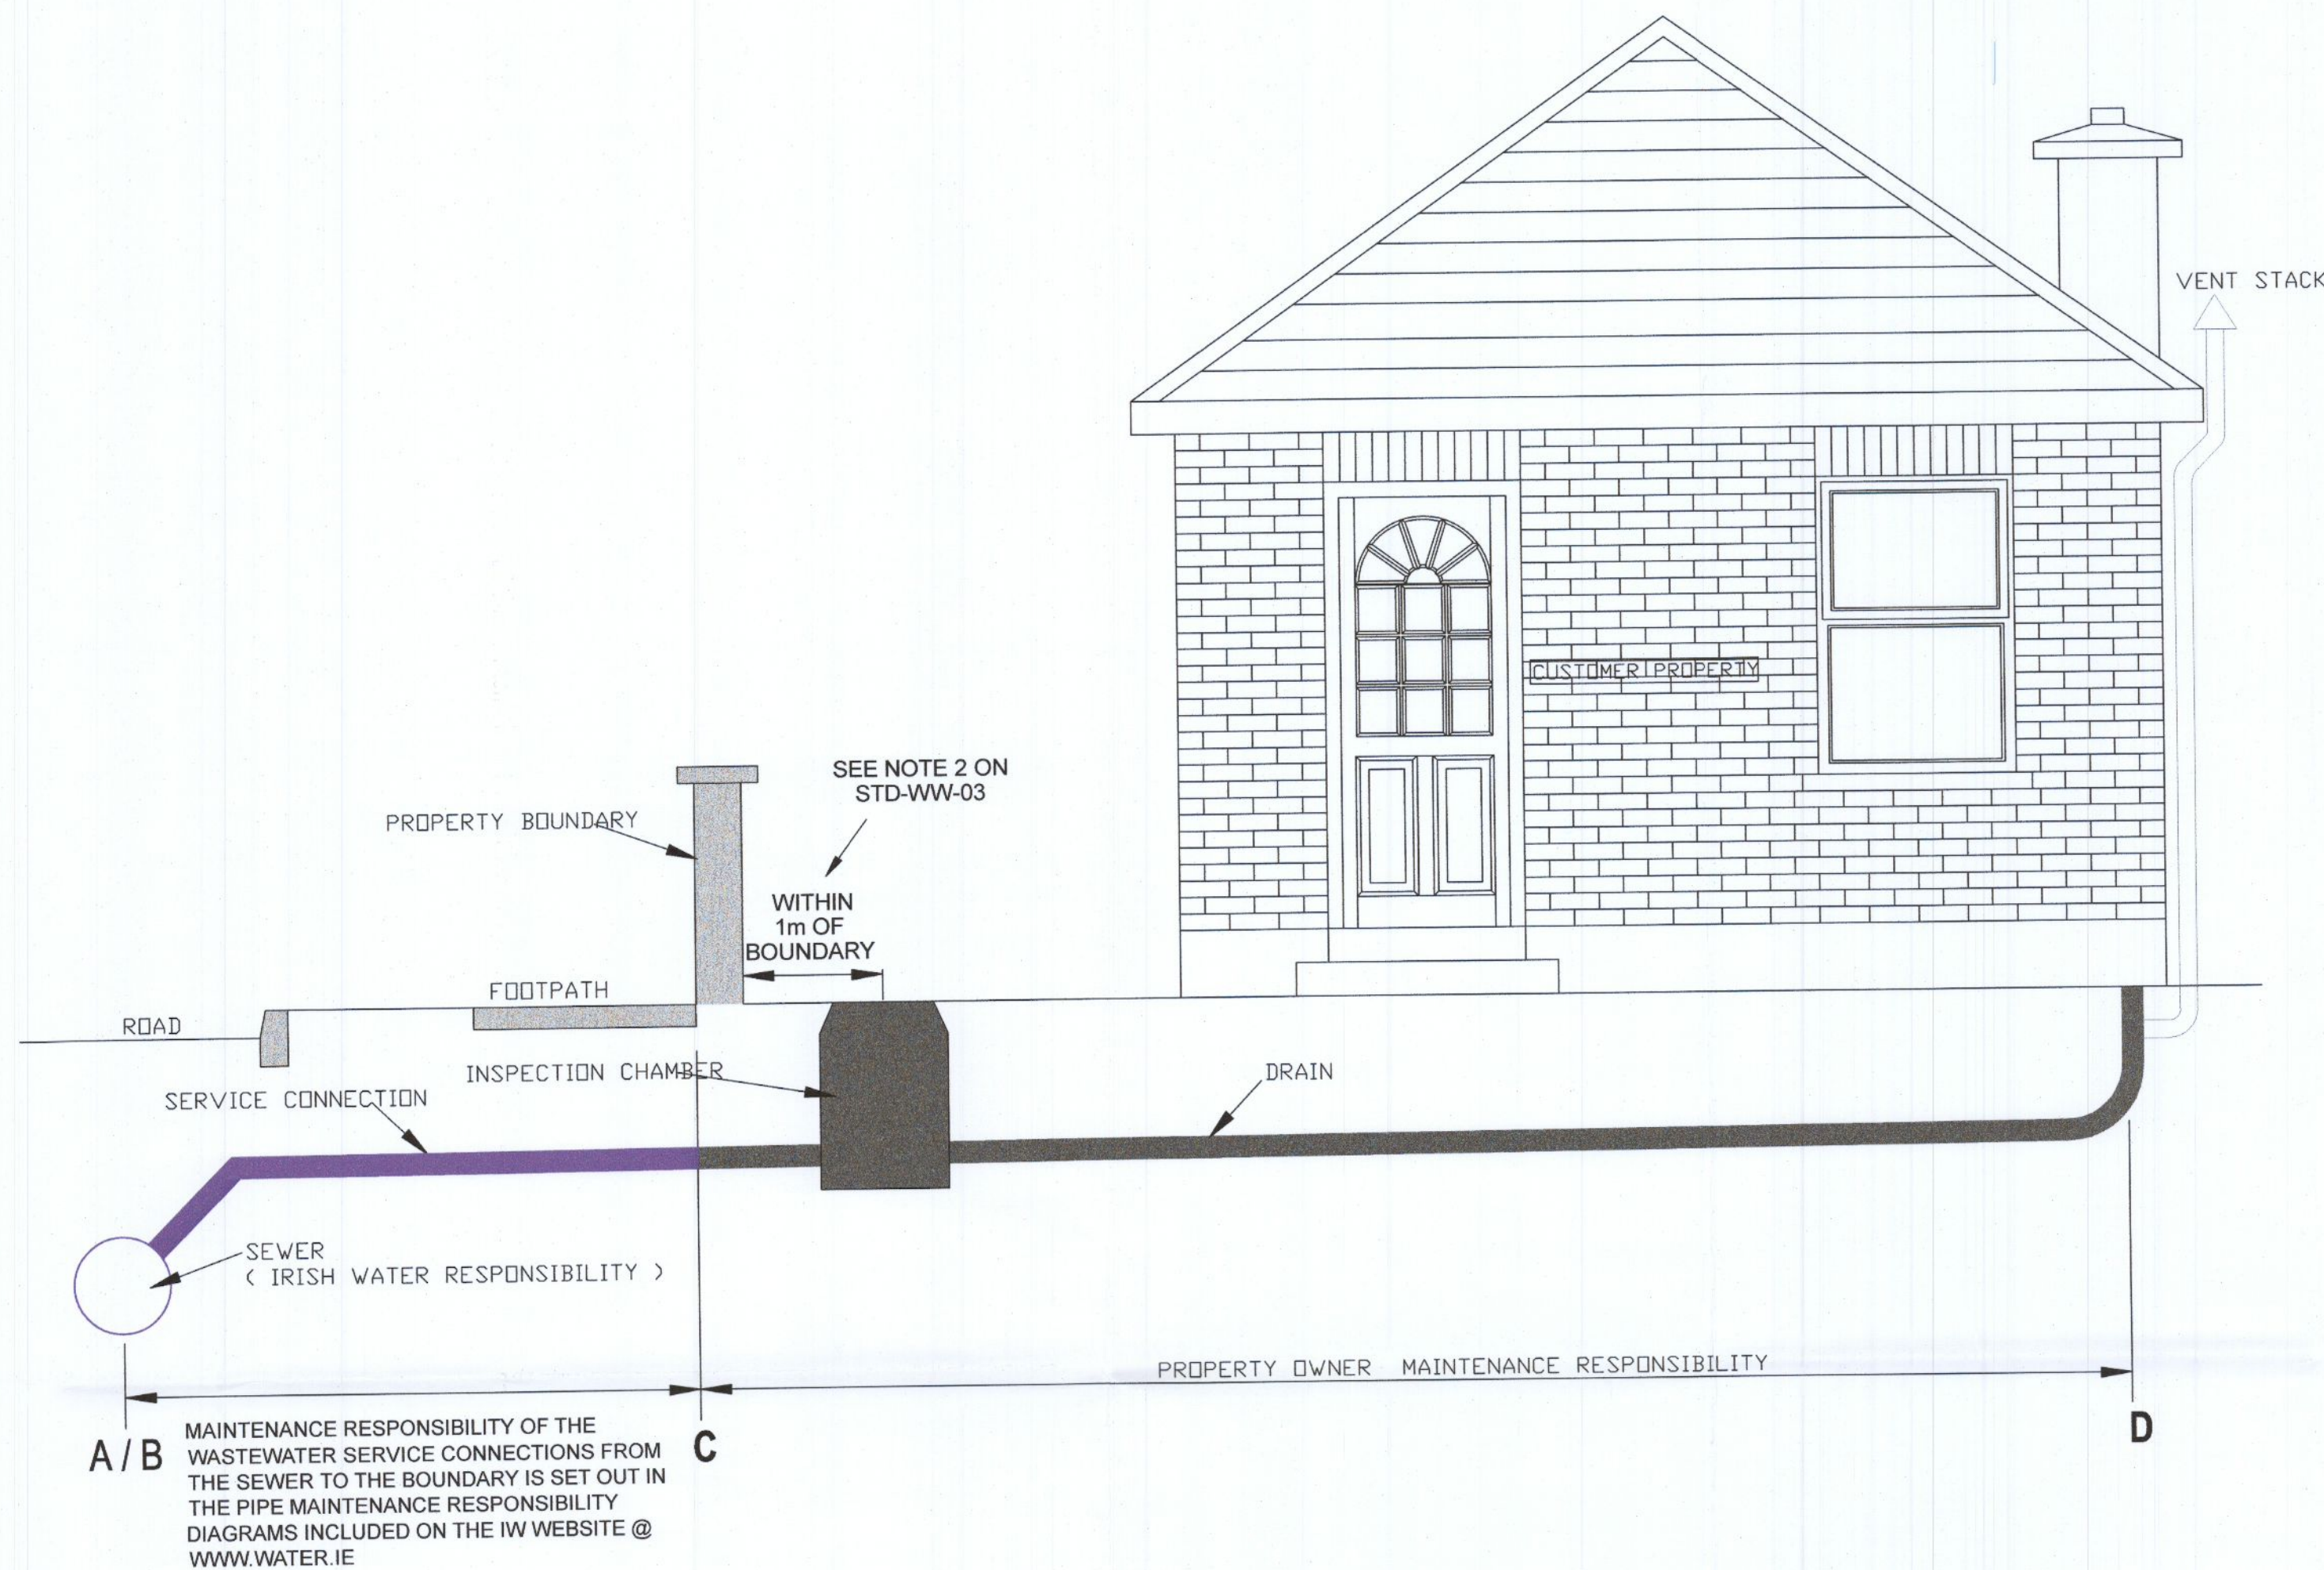 VENT STACK
CUSTOMER PROPERTY
SEE NOTE 2 ON
STD-WW-03
PROPERTY BOUNDARY
WITHIN
1m OF
BOUNDARY
FOOTPATH
ROAD
INSPECTION CHAMBER
DRAIN
SERVICE CONNECTION
SEWER
( IRISH WATER RESPONSIBILITY )
PROPERTY OWNER MAINTENANCE RESPONSIBILITY
A / B
C
D
MAINTENANCE RESPONSIBILITY OF THE
WASTEWATER SERVICE CONNECTIONS FROM
THE SEWER TO THE BOUNDARY IS SET OUT IN
THE PIPE MAINTENANCE RESPONSIBILITY
DIAGRAMS INCLUDED ON THE IW WEBSITE @
WWW.WATER.IE